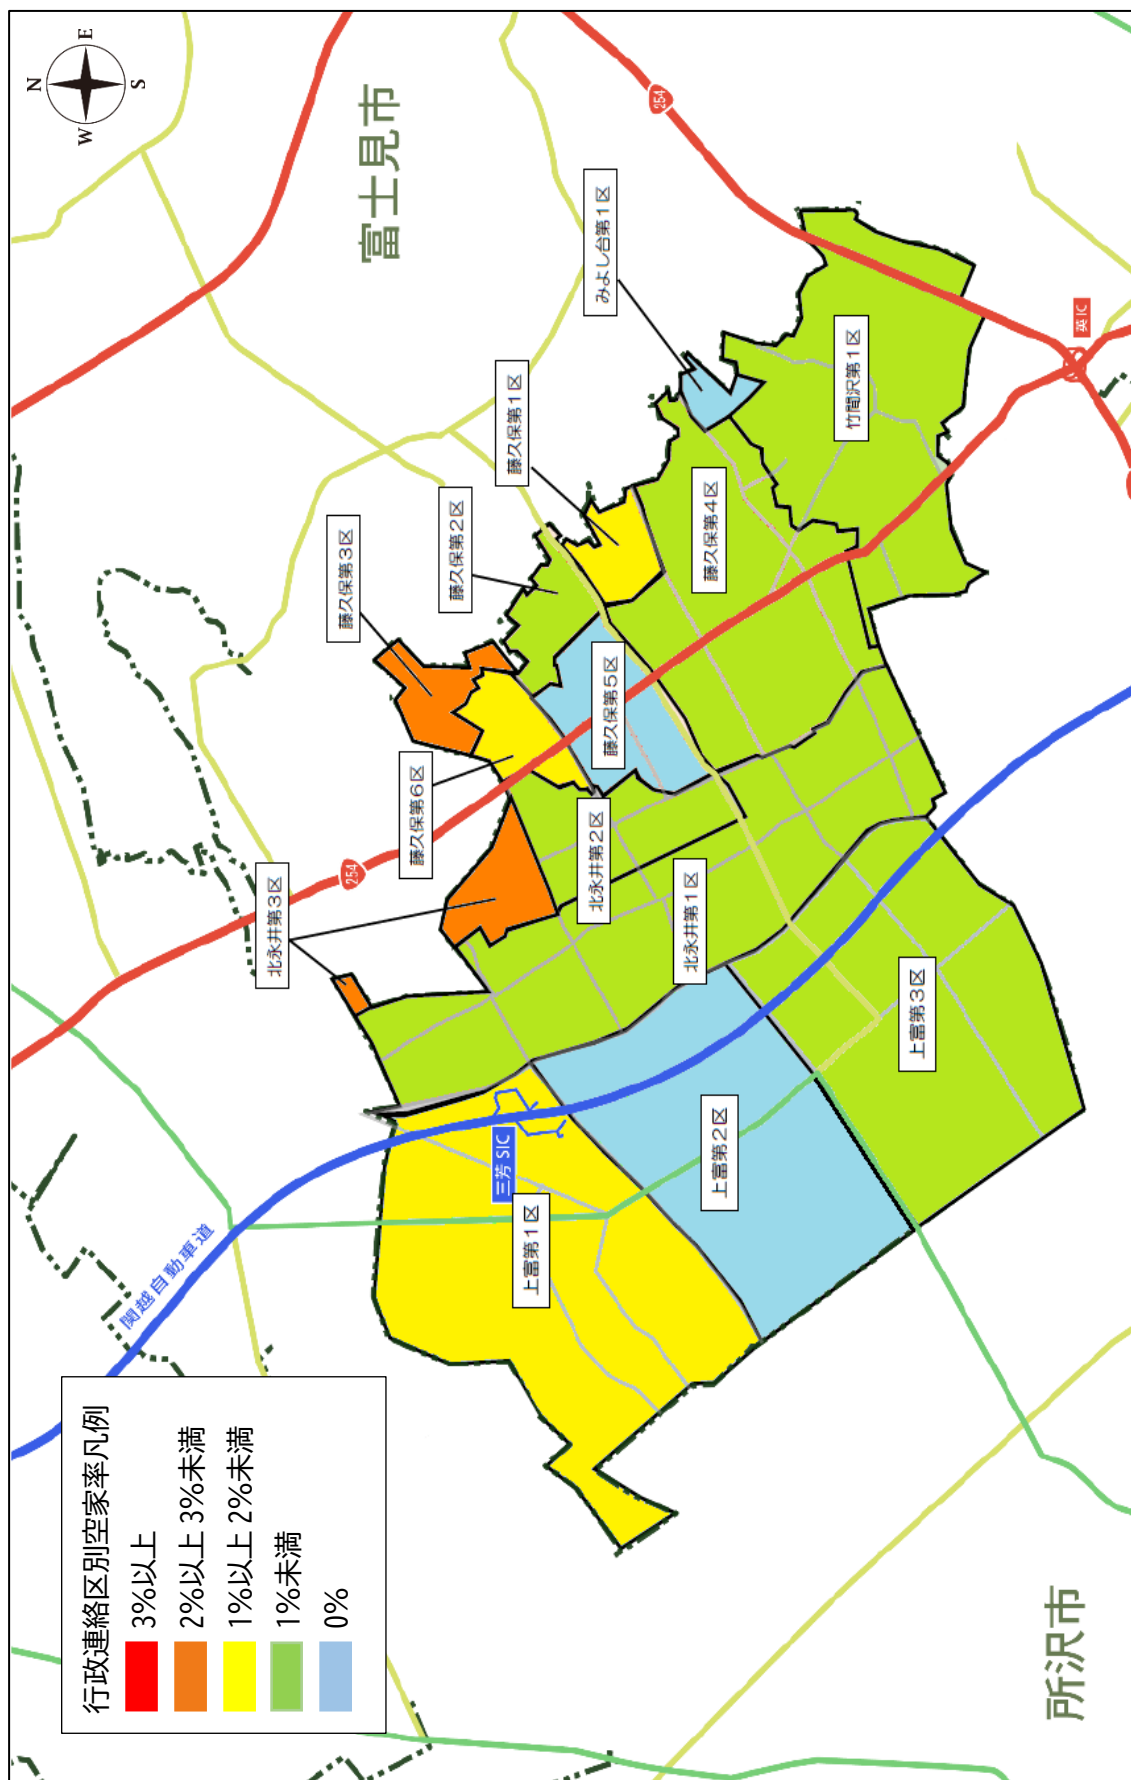 行政連絡区別空家率凡例
3%以上
2%以上 3%未満
1%以上 2%未満
1%未満
0%
N
E
S
W
富士見市
所沢市
関越自動車道
三芳 SIC
254
254
英 IC
北永井第3区
藤久保第3区
藤久保第2区
藤久保第1区
みよし台第1区
藤久保第6区
北永井第2区
藤久保第5区
藤久保第4区
竹間沢第1区
北永井第1区
上富第1区
上富第2区
上富第3区